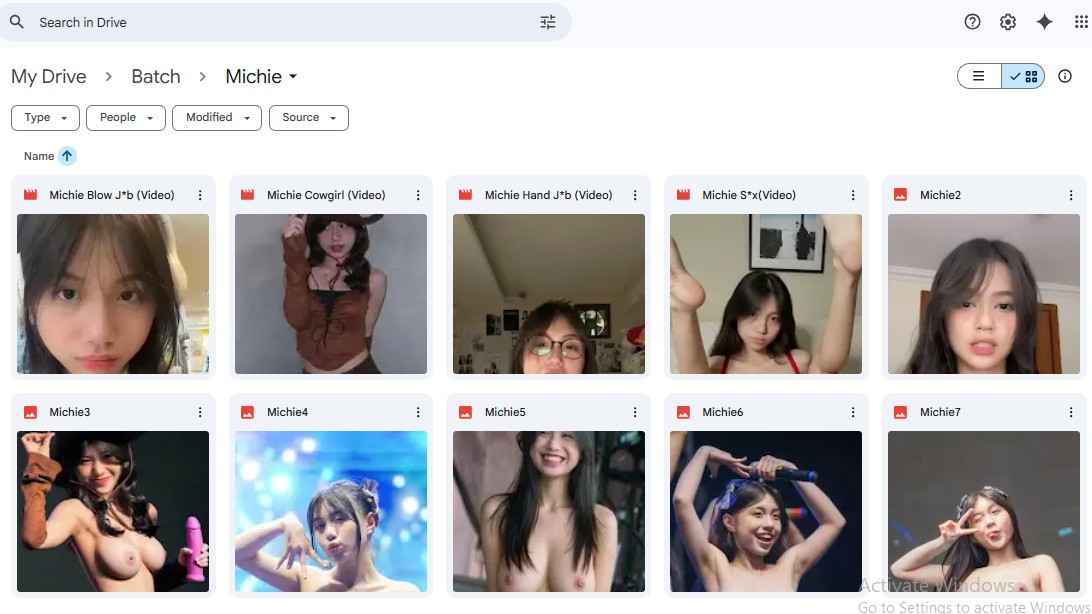 Search in Drive
My Drive > Batch > Michie
Type People Modified Source
Name
Michie Blow J*b (Video) Michie Cowgirl (Video) Michie Hand J*b (Video) Michie S*x(Video) Michie2
Michie3 Michie4 Michie5 Michie6 Michie7
Activate Windows
Go to Settings to activate Windows